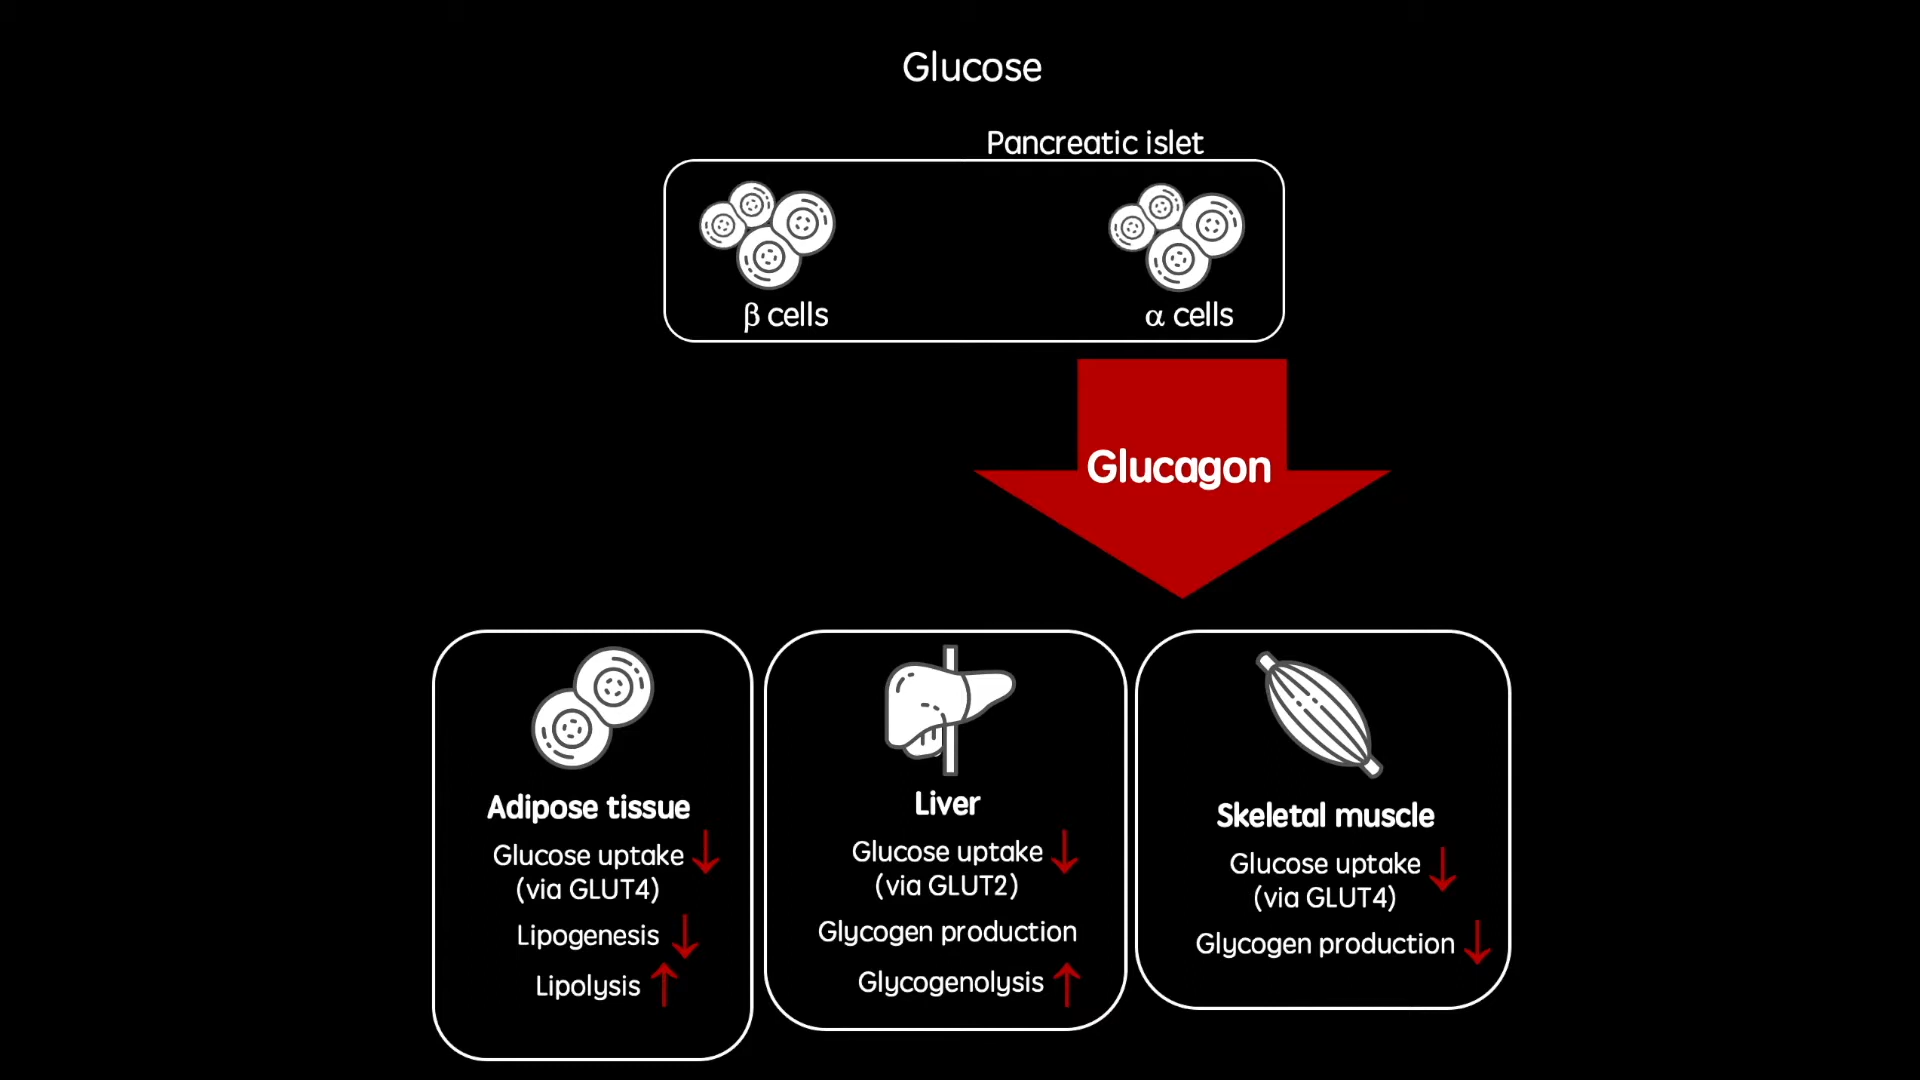 Glucose
Pancreatic islet
β cells
α cells
Glucagon
Adipose tissue
Glucose uptake ↓
(via GLUT4)
Lipogenesis ↓
Lipolysis ↑
Liver
Glucose uptake ↓
(via GLUT2)
Glycogen production
Glycogenolysis ↑
Skeletal muscle
Glucose uptake ↓
(via GLUT4)
Glycogen production ↓